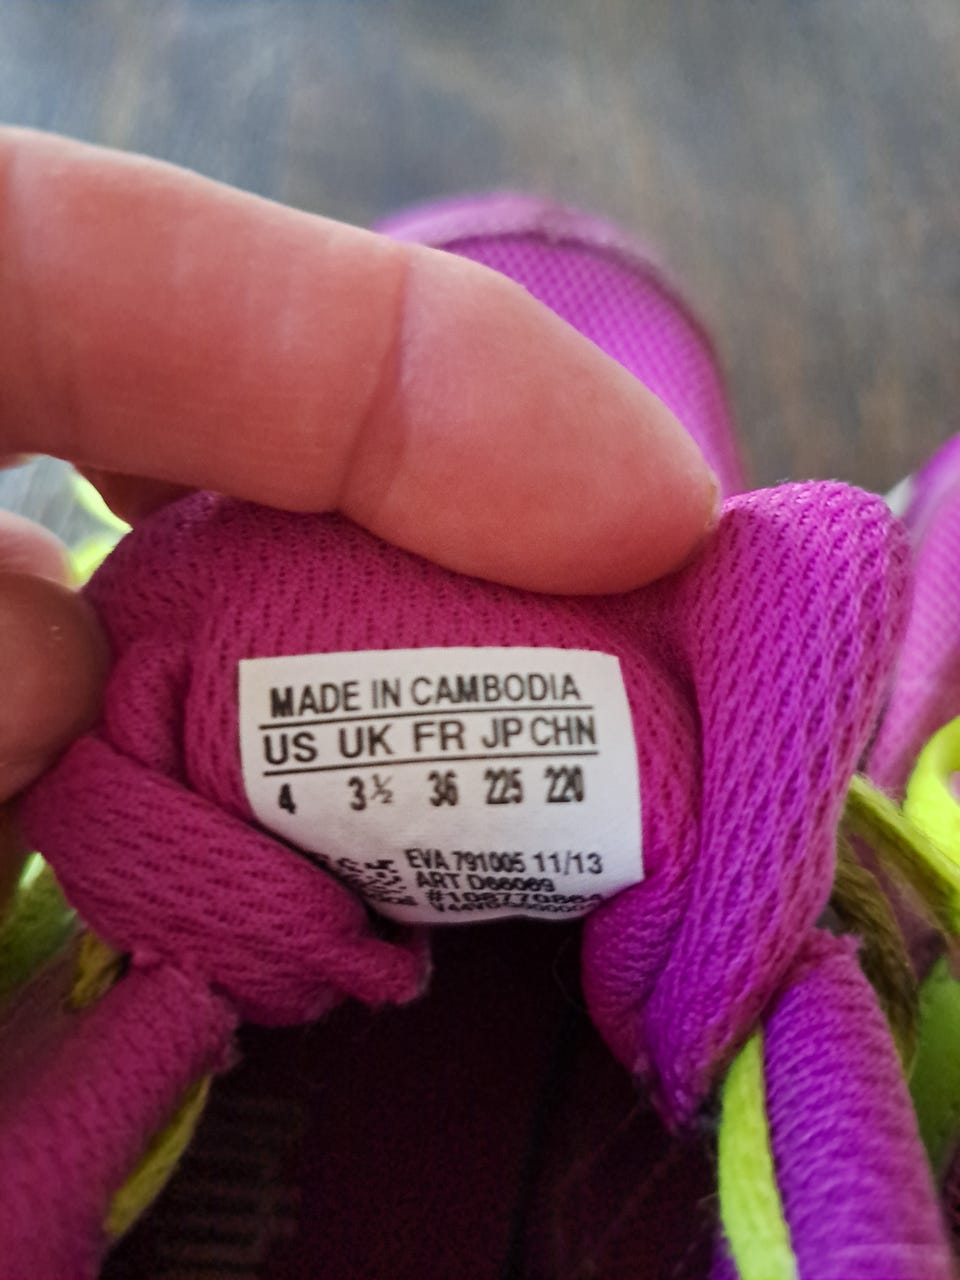 MADE IN CAMBODIA
US UK FR JP CHN
4 3½ 36 225 220
EVA 791005 11/13
ART D66069